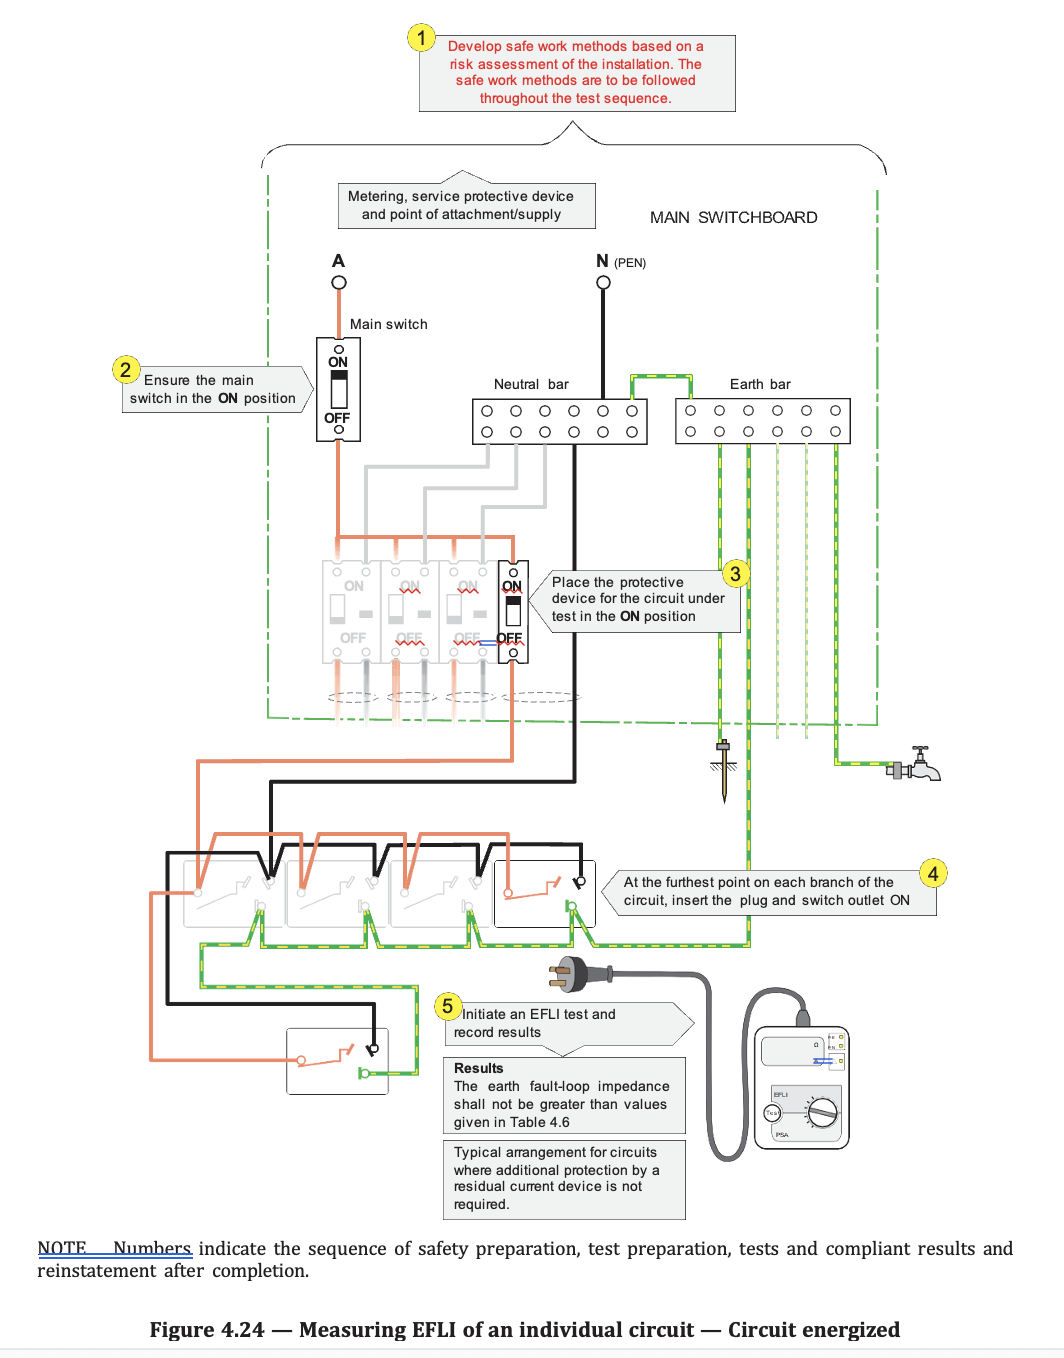 1
Develop safe work methods based on a
risk assessment of the installation. The
safe work methods are to be followed
throughout the test sequence.
Metering, service protective device
and point of attachment/supply
MAIN SWITCHBOARD
A
N (PEN)
Main switch
ON
OFF
2
Ensure the main
switch in the ON position
Neutral bar
Earth bar
ON
OFF
ON
OFF
ON
OFF
ON
OFF
3
Place the protective
device for the circuit under
test in the ON position
4
At the furthest point on each branch of the
circuit, insert the plug and switch outlet ON
5
Initiate an EFLI test and
record results
Results
The earth fault-loop impedance
shall not be greater than values
given in Table 4.6
Typical arrangement for circuits
where additional protection by a
residual current device is not
required.
Ω
PE
PN
EFLI
Test
PSA
NOTE Numbers indicate the sequence of safety preparation, test preparation, tests and compliant results and
reinstatement after completion.
Figure 4.24 — Measuring EFLI of an individual circuit — Circuit energized